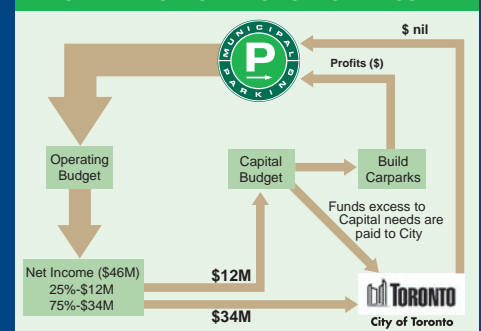 $ nil
MUNICIPAL
P
PARKING
Profits ($)
Operating
Budget
Capital
Budget
Build
Carparks
Funds excess to
Capital needs are
paid to City
Net Income ($46M)
25%-$12M
75%-$34M
$12M
$34M
TORONTO
City of Toronto